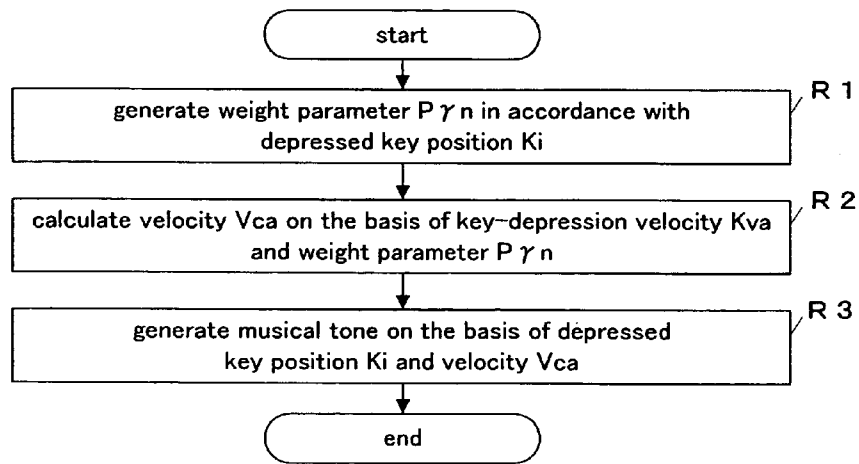 start
generate weight parameter P γ n in accordance with
depressed key position Ki
R 1
calculate velocity Vca on the basis of key-depression velocity Kva
and weight parameter P γ n
R 2
generate musical tone on the basis of depressed
key position Ki and velocity Vca
R 3
end